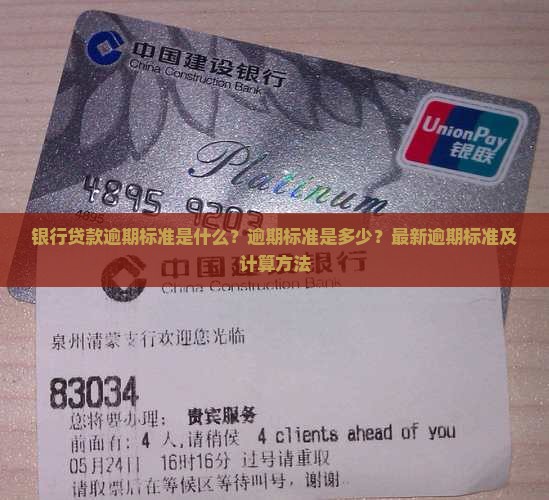 中国建设银行
China Construction Bank
UnionPay
银联
Platinum
4895 9203
银行贷款逾期标准是什么？逾期标准是多少？最新逾期标准及
计算方法
中国建设银行
China Construction Bank
泉州清蒙支行欢迎您光临
83034
您将要办理： 贵宾服务
前面有：4 人，请稍侯 4 clients ahead of you
05月24日 16时16分 过号请重取
请取票后在等候区等待叫号，谢谢